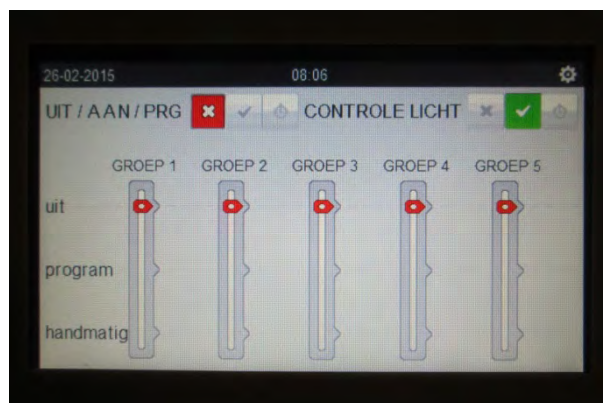 26-02-2015 08:06
UIT / AAN / PRG CONTROLE LICHT
GROEP 1 GROEP 2 GROEP 3 GROEP 4 GROEP 5
uit
program
handmatig